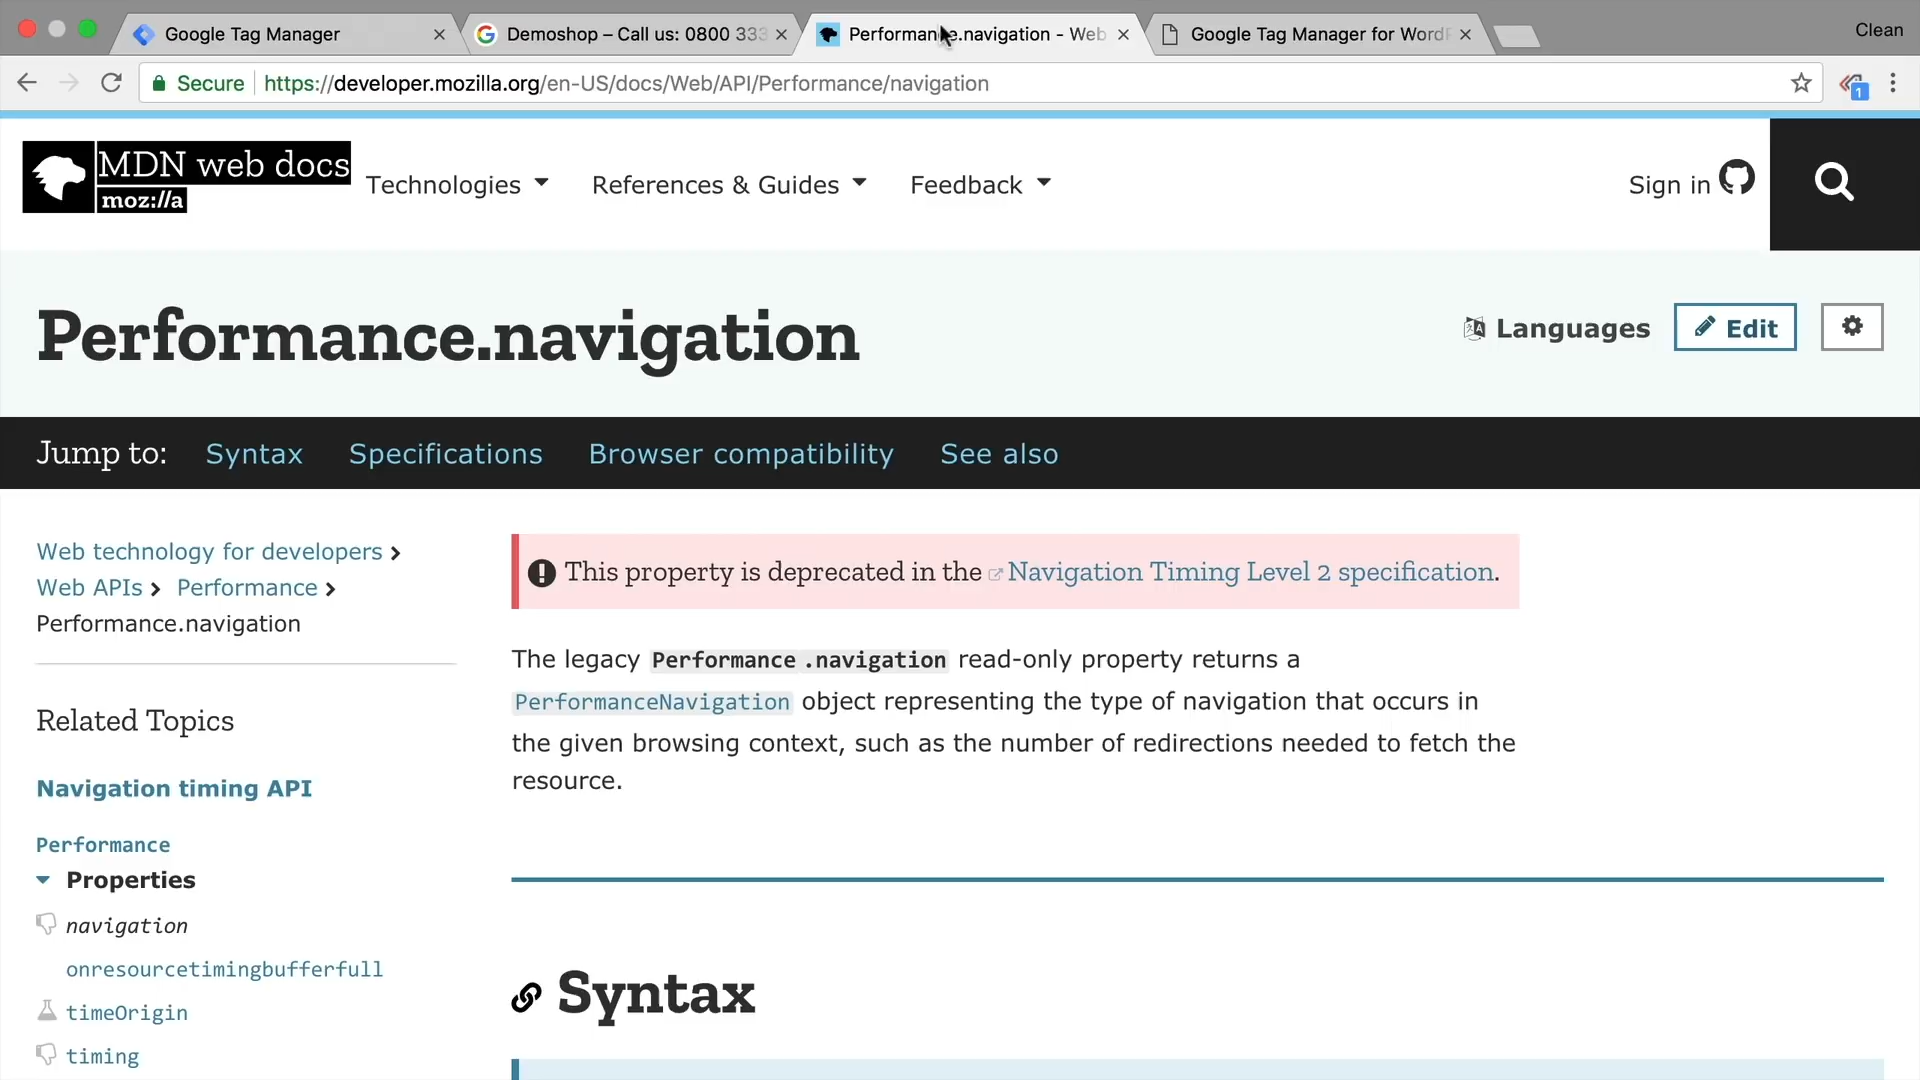 Google Tag Manager
Demoshop – Call us: 0800 333
Performance.navigation - Web
Google Tag Manager for WordP
Clean
Secure
https://developer.mozilla.org/en-US/docs/Web/API/Performance/navigation
1
MDN web docs
moz://a
Technologies
References & Guides
Feedback
Sign in
Performance.navigation
Languages
Edit
Jump to:
Syntax
Specifications
Browser compatibility
See also
Web technology for developers
Web APIs
Performance
Performance.navigation
Related Topics
Navigation timing API
Performance
Properties
navigation
onresourcetimingbufferfull
timeOrigin
timing
This property is deprecated in the Navigation Timing Level 2 specification.
The legacy Performance.navigation read-only property returns a
PerformanceNavigation object representing the type of navigation that occurs in
the given browsing context, such as the number of redirections needed to fetch the
resource.
Syntax